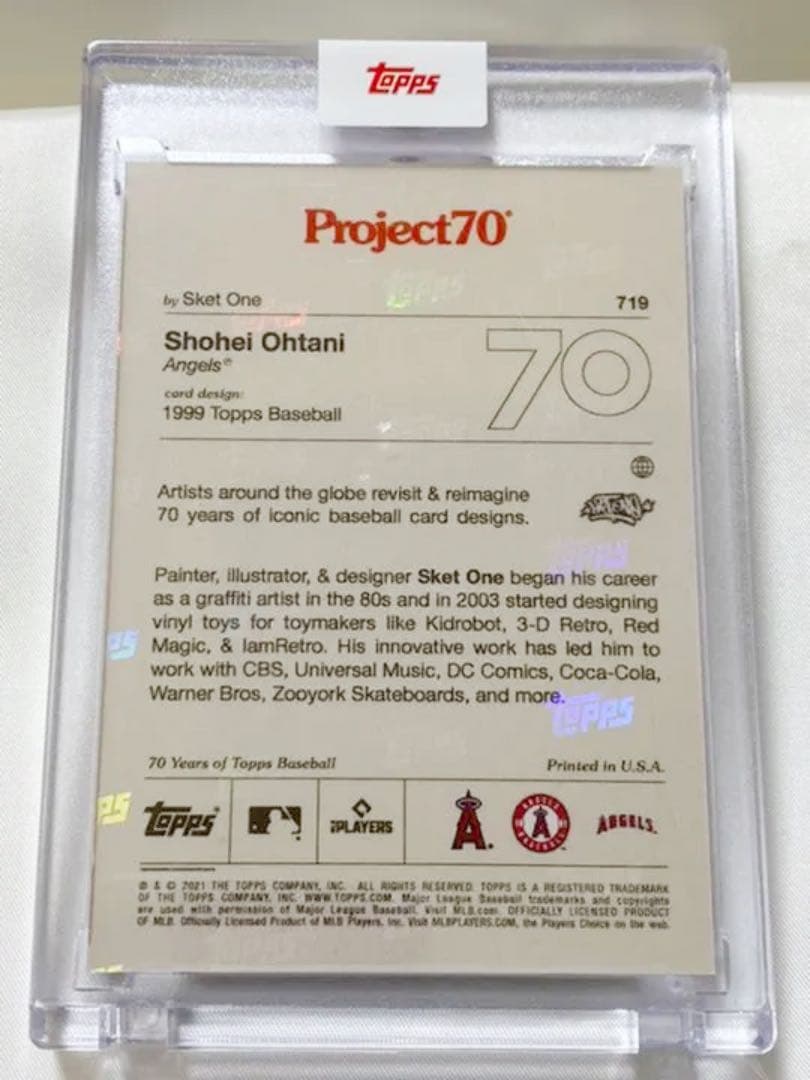 TOPPS
Project70®
by Sket One
719
Shohei Ohtani
Angels®
card design:
1999 Topps Baseball
70
Artists around the globe revisit & reimagine
70 years of iconic baseball card designs.
Painter, illustrator, & designer Sket One began his career
as a graffiti artist in the 80s and in 2003 started designing
vinyl toys for toymakers like Kidrobot, 3-D Retro, Red
Magic, & IamRetro. His innovative work has led him to
work with CBS, Universal Music, DC Comics, Coca-Cola,
Warner Bros, Zooyork Skateboards, and more.
70 Years of Topps Baseball
Printed in U.S.A.
TOPPS
PLAYERS
A
ANGELS
A
BASEBALL
ANGELS
® & © 2021 THE TOPPS COMPANY, INC. ALL RIGHTS RESERVED. TOPPS IS A REGISTERED TRADEMARK
OF THE TOPPS COMPANY, INC. WWW.TOPPS.COM. Major League Baseball trademarks and copyrights
are used with permission of Major League Baseball. Visit MLB.com. OFFICIALLY LICENSED PRODUCT
OF MLB. Officially Licensed Product of MLB Players, Inc. Visit MLBPLAYERS.COM, the Players Choice on the web.